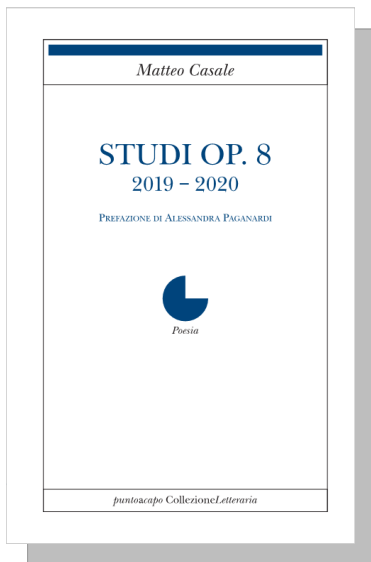 Matteo Casale
STUDI OP. 8
2019 – 2020
Prefazione di Alessandra Paganardi
Poesia
puntoacapo CollezioneLetteraria